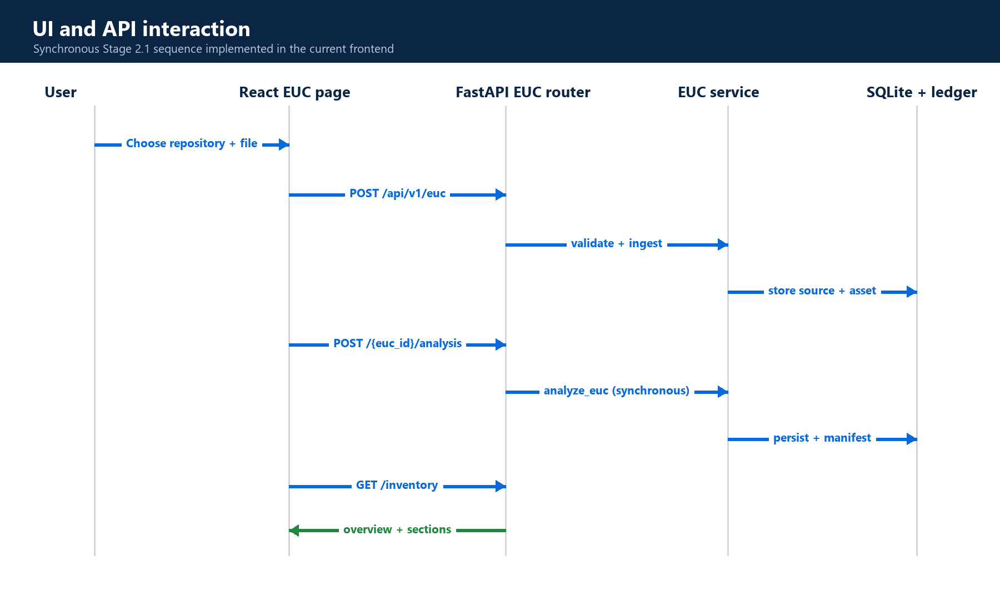 UI and API interaction
Synchronous Stage 2.1 sequence implemented in the current frontend
User
React EUC page
FastAPI EUC router
EUC service
SQLite + ledger
Choose repository + file
POST /api/v1/euc
validate + ingest
store source + asset
POST /{euc_id}/analysis
analyze_euc (synchronous)
persist + manifest
GET /inventory
overview + sections